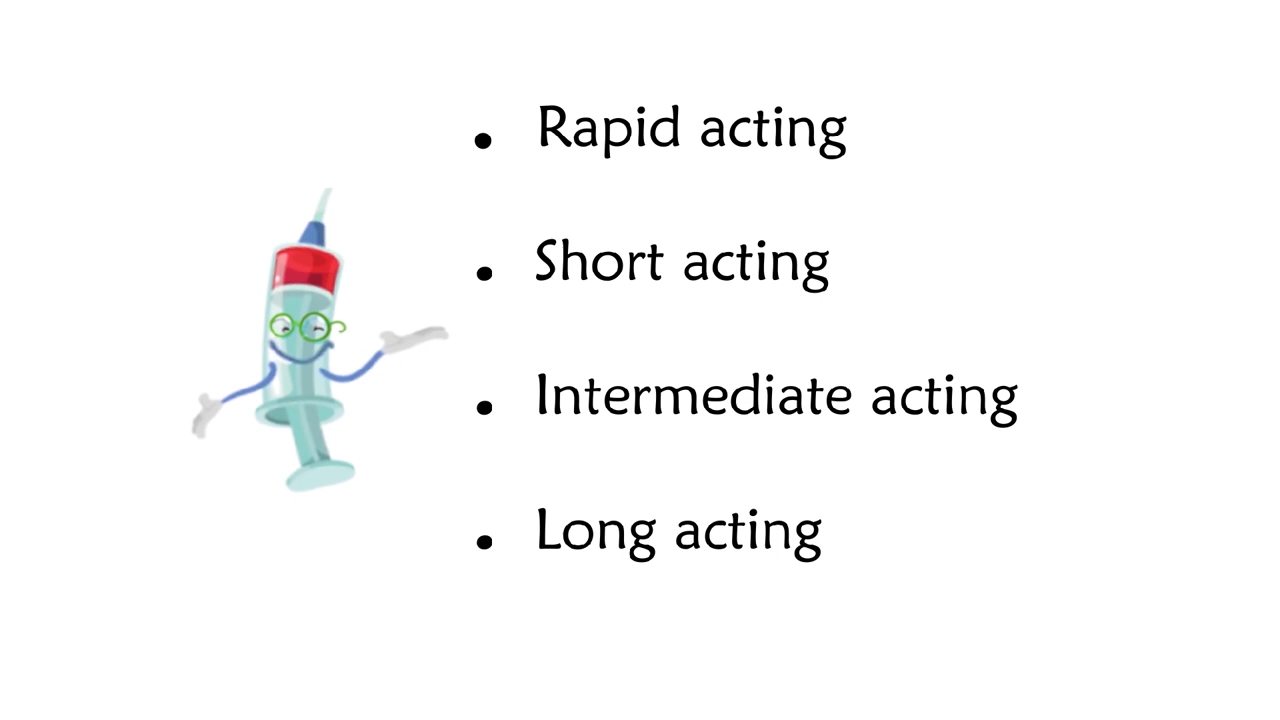 • Rapid acting
• Short acting
• Intermediate acting
• Long acting